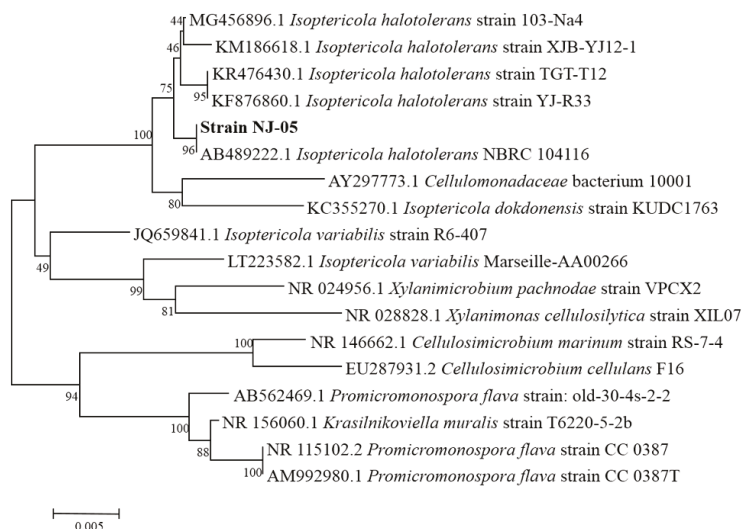 44
MG456896.1 Isoptericola halotolerans strain 103-Na4
46
KM186618.1 Isoptericola halotolerans strain XJB-YJ12-1
KR476430.1 Isoptericola halotolerans strain TGT-T12
75
95
KF876860.1 Isoptericola halotolerans strain YJ-R33
Strain NJ-05
100
96
AB489222.1 Isoptericola halotolerans NBRC 104116
AY297773.1 Cellulomonadaceae bacterium 10001
80
KC355270.1 Isoptericola dokdonensis strain KUDC1763
JQ659841.1 Isoptericola variabilis strain R6-407
49
LT223582.1 Isoptericola variabilis Marseille-AA00266
99
NR 024956.1 Xylanimicrobium pachnodae strain VPCX2
81
NR 028828.1 Xylanimonas cellulosilytica strain XIL07
100
NR 146662.1 Cellulosimicrobium marinum strain RS-7-4
EU287931.2 Cellulosimicrobium cellulans F16
94
AB562469.1 Promicromonospora flava strain: old-30-4s-2-2
100
NR 156060.1 Krasilnikoviella muralis strain T6220-5-2b
88
NR 115102.2 Promicromonospora flava strain CC 0387
100
AM992980.1 Promicromonospora flava strain CC 0387T
0.005